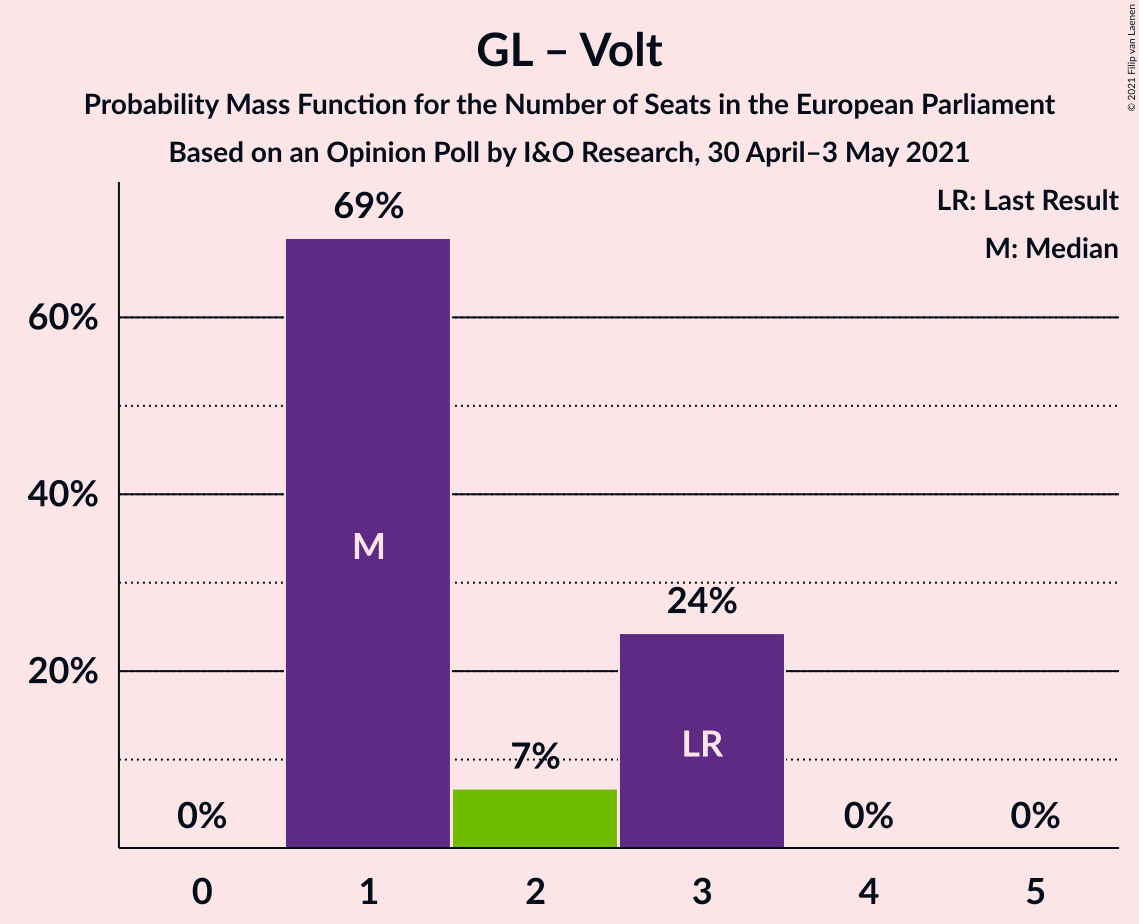 GL – Volt
Probability Mass Function for the Number of Seats in the European Parliament
Based on an Opinion Poll by I&O Research, 30 April–3 May 2021
© 2021 Filip van Laenen
LR: Last Result
M: Median
69%
60%
40%
M
24%
20%
LR
7%
0%
0%
0%
0 1 2 3 4 5